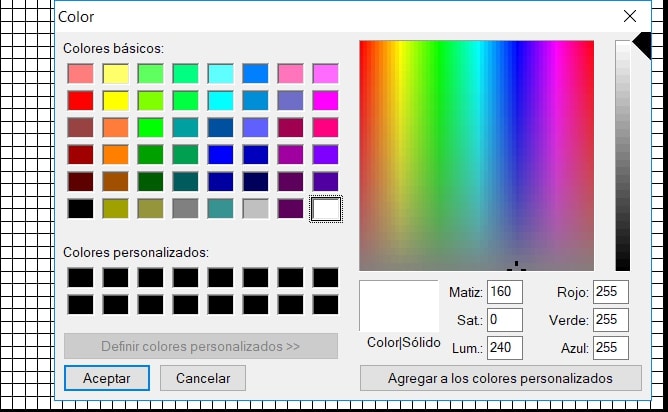 Color
Colores básicos:
Colores personalizados:
Definir colores personalizados >>
Aceptar
Cancelar
Color|Sólido
Matiz: 160
Sat.: 0
Lum.: 240
Rojo: 255
Verde: 255
Azul: 255
Agregar a los colores personalizados